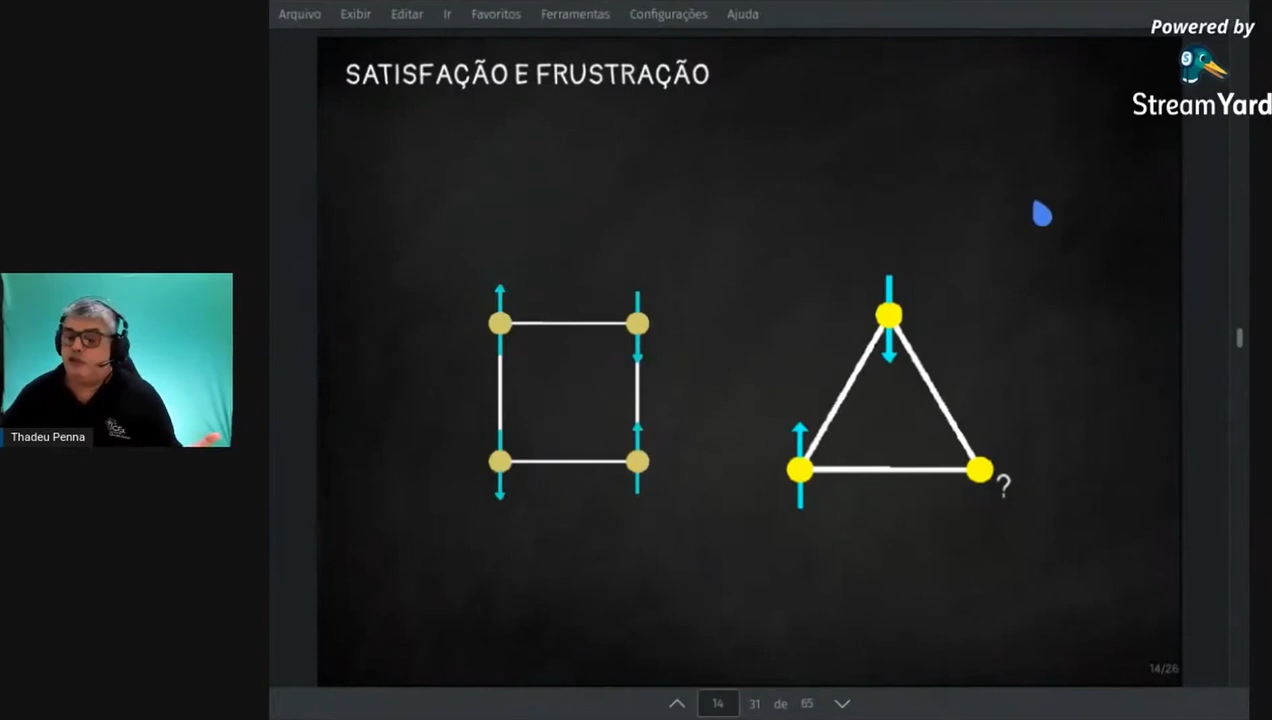 Arquivo Exibir Editar Ir Favoritos Ferramentas Configurações Ajuda
Powered by
StreamYard
SATISFAÇÃO E FRUSTRAÇÃO
?
Thadeu Penna
14/26
14 31 de 65